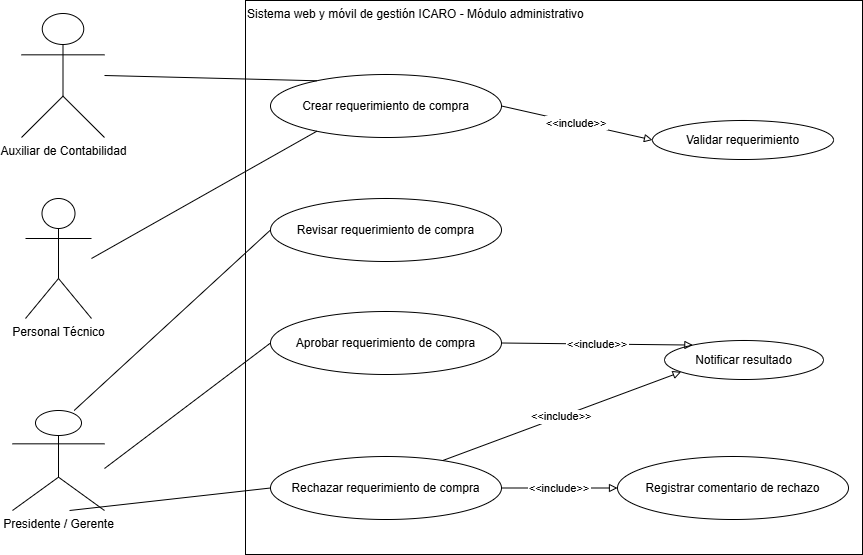 Sistema web y móvil de gestión ICARO - Módulo administrativo
Crear requerimiento de compra
<<include>>
Validar requerimiento
Auxiliar de Contabilidad
Revisar requerimiento de compra
Personal Técnico
Aprobar requerimiento de compra
<<include>>
Notificar resultado
<<include>>
Rechazar requerimiento de compra
<<include>>
Registrar comentario de rechazo
Presidente / Gerente